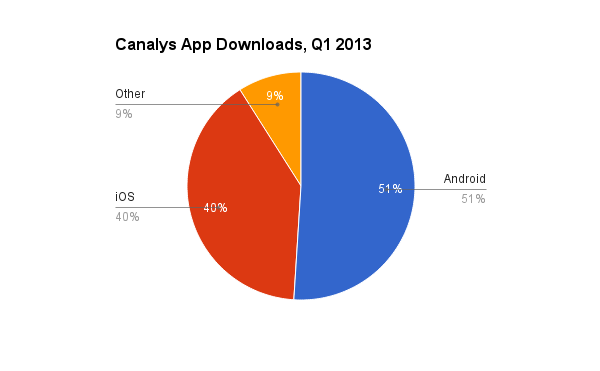 Canalys App Downloads, Q1 2013
Other
9%
9%
iOS
40%
40%
Android
51%
51%